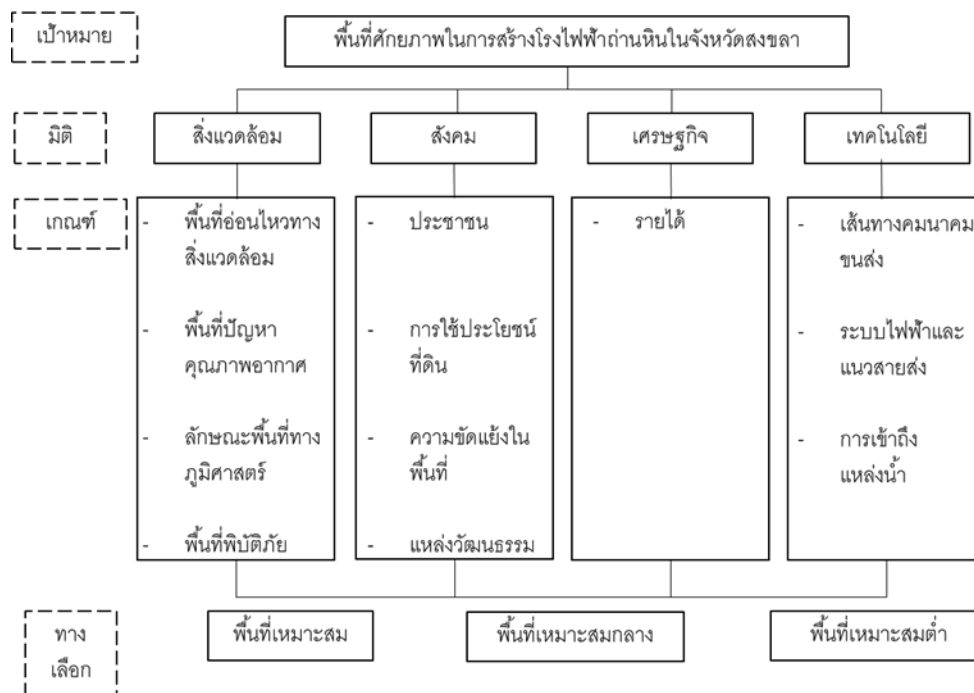 เป้าหมาย
พื้นที่ศักยภาพในการสร้างโรงไฟฟ้าถ่านหินในจังหวัดสงขลา
มิติ
สิ่งแวดล้อม
สังคม
เศรษฐกิจ
เทคโนโลยี
เกณฑ์
- พื้นที่อ่อนไหวทาง
สิ่งแวดล้อม
- พื้นที่ปัญหา
คุณภาพอากาศ
- ลักษณะพื้นที่ทาง
ภูมิศาสตร์
- พื้นที่พิบัติภัย
- ประชาชน
- การใช้ประโยชน์
ที่ดิน
- ความขัดแย้งใน
พื้นที่
- แหล่งวัฒนธรรม
- รายได้
- เส้นทางคมนาคม
ขนส่ง
- ระบบไฟฟ้าและ
แนวสายส่ง
- การเข้าถึง
แหล่งน้ำ
ทาง
เลือก
พื้นที่เหมาะสม
พื้นที่เหมาะสมกลาง
พื้นที่เหมาะสมต่ำ